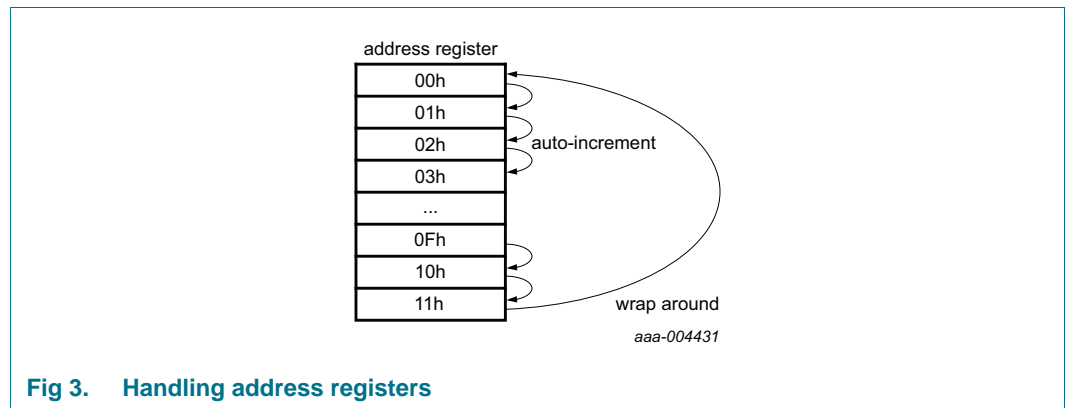 address register
00h
01h
02h
auto-increment
03h
...
0Fh
10h
11h
wrap around
aaa-004431
Fig 3. Handling address registers